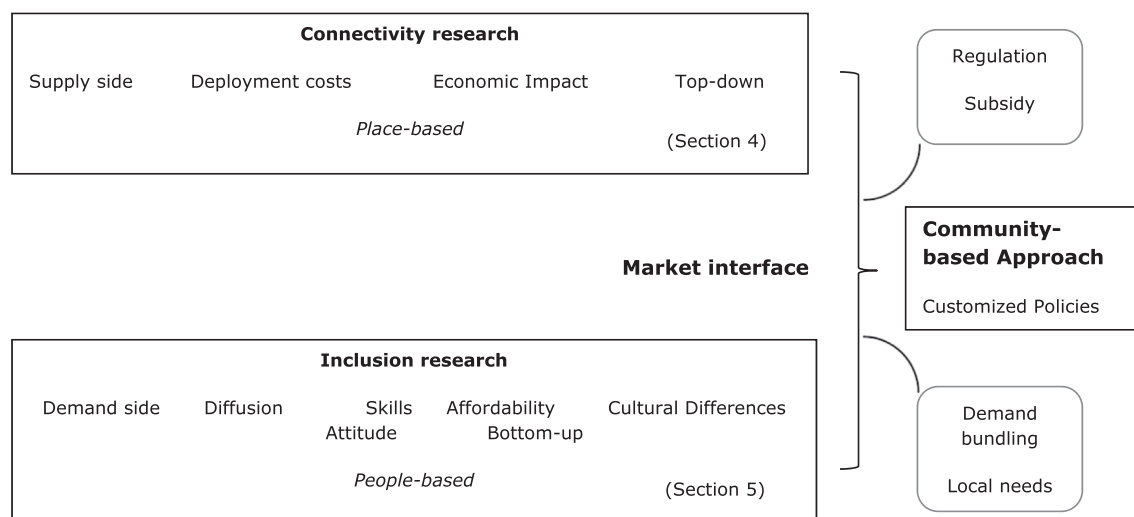 Connectivity research
Supply side Deployment costs Economic Impact Top-down
Place-based
(Section 4)
Regulation
Subsidy
Market interface
Community-
based Approach
Customized Policies
Inclusion research
Demand side Diffusion Skills Affordability Cultural Differences
Attitude Bottom-up
People-based
(Section 5)
Demand
bundling
Local needs